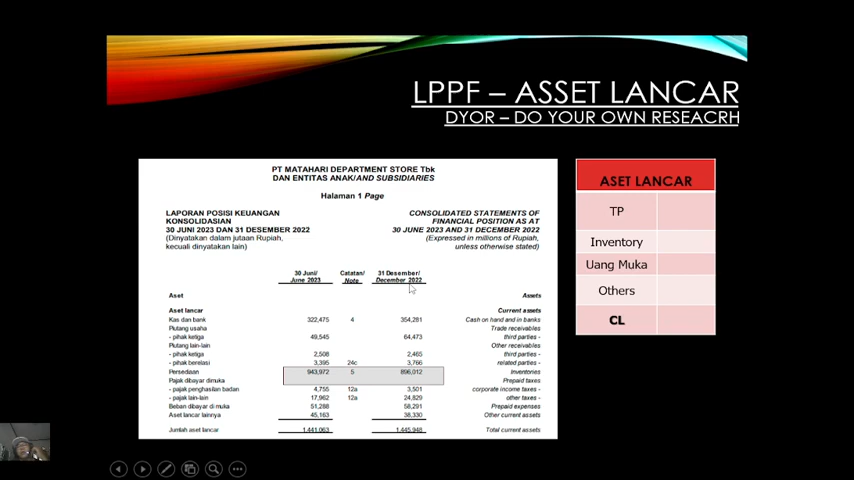 LPPF – ASSET LANCAR
DYOR – DO YOUR OWN RESEACRH
PT MATAHARI DEPARTMENT STORE Tbk
DAN ENTITAS ANAK/AND SUBSIDIARIES
Halaman 1 Page
LAPORAN POSISI KEUANGAN
KONSOLIDASIAN
30 JUNI 2023 DAN 31 DESEMBER 2022
(Dinyatakan dalam jutaan Rupiah,
kecuali dinyatakan lain)
CONSOLIDATED STATEMENTS OF
FINANCIAL POSITION AS AT
30 JUNE 2023 AND 31 DECEMBER 2022
(Expressed in millions of Rupiah,
unless otherwise stated)
30 Juni/ Catatan/ 31 Desember/
June 2023 Note December 2022
Aset Assets
Aset lancar Current assets
Kas dan bank 322,475 4 354,281 Cash on hand and in banks
Piutang usaha Trade receivables
- pihak ketiga 49,545 64,473 third parties -
Piutang lain-lain Other receivables
- pihak ketiga 2,508 2,465 third parties -
- pihak berelasi 3,395 24c 3,766 related parties -
Persediaan 943,972 5 896,012 Inventories
Pajak dibayar dimuka Prepaid taxes
- pajak penghasilan badan 4,755 12a 3,501 corporate income taxes -
- pajak lain-lain 17,962 12a 24,829 other taxes -
Beban dibayar di muka 51,288 58,291 Prepaid expenses
Aset lancar lainnya 45,163 38,330 Other current assets
Jumlah aset lancar 1,441,063 1,445,948 Total current assets
ASET LANCAR
TP
Inventory
Uang Muka
Others
CL